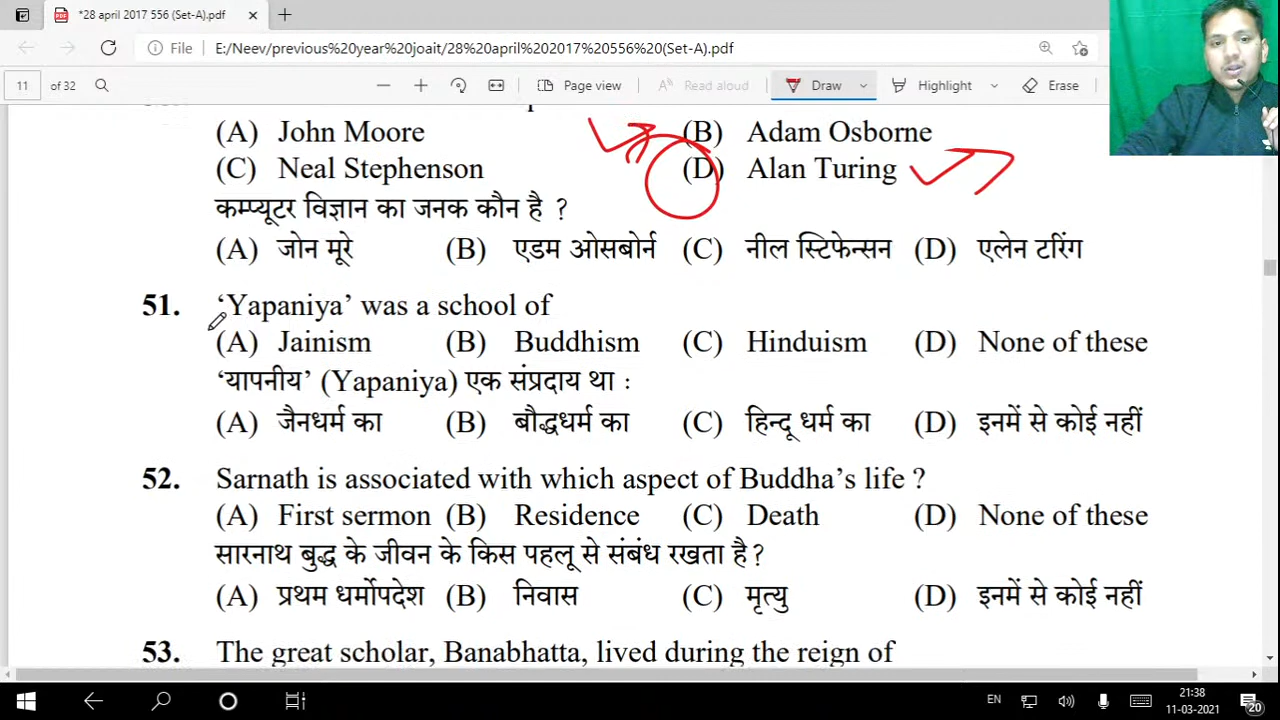 *28 april 2017 556 (Set-A).pdf
File E:/Neev/previous%20year%20joait/28%20april%202017%20556%20(Set-A).pdf
11 of 32 Page view Read aloud Draw Highlight Erase
(A) John Moore (B) Adam Osborne
(C) Neal Stephenson (D) Alan Turing
कम्प्यूटर विज्ञान का जनक कौन है ?
(A) जोन मूरे (B) एडम ओसबोर्न (C) नील स्टिफेन्सन (D) एलेन टरिंग
51. ‘Yapaniya’ was a school of
(A) Jainism (B) Buddhism (C) Hinduism (D) None of these
‘यापनीय’ (Yapaniya) एक संप्रदाय था :
(A) जैनधर्म का (B) बौद्धधर्म का (C) हिन्दू धर्म का (D) इनमें से कोई नहीं
52. Sarnath is associated with which aspect of Buddha’s life ?
(A) First sermon (B) Residence (C) Death (D) None of these
सारनाथ बुद्ध के जीवन के किस पहलू से संबंध रखता है?
(A) प्रथम धर्मोपदेश (B) निवास (C) मृत्यु (D) इनमें से कोई नहीं
53. The great scholar, Banabhatta, lived during the reign of
EN 21:38
11-03-2021 20